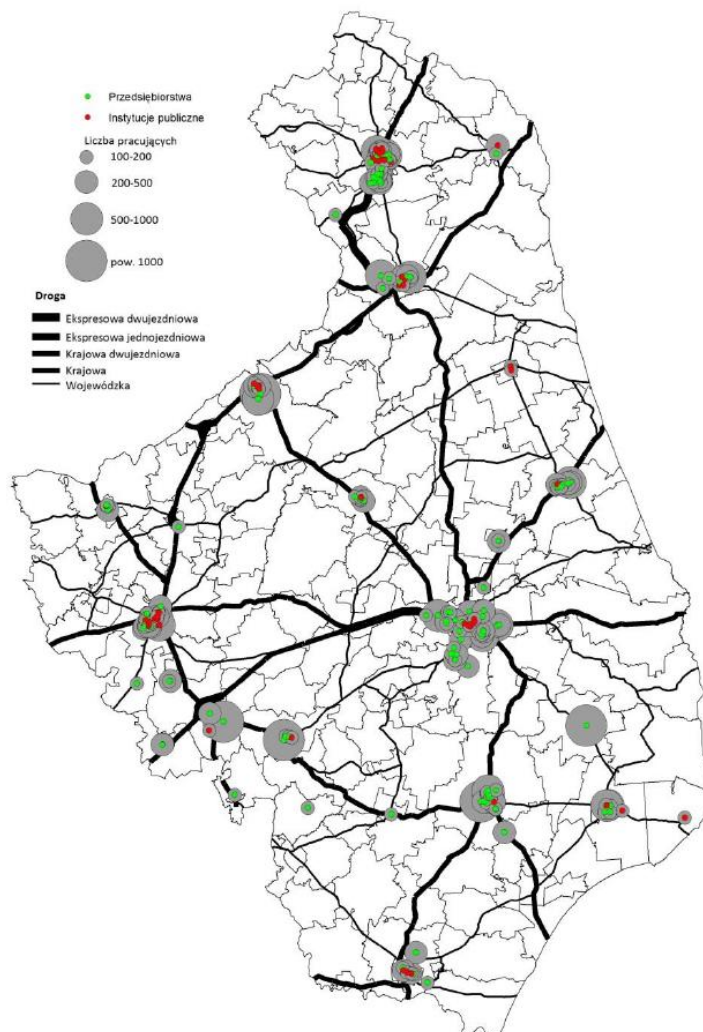 Przedsiębiorstwa
Instytucje publiczne
Liczba pracujących
100-200
200-500
500-1000
pow. 1000
Droga
Ekspresowa dwujezdniowa
Ekspresowa jednojezdniowa
Krajowa dwujezdniowa
Krajowa
Wojewódzka